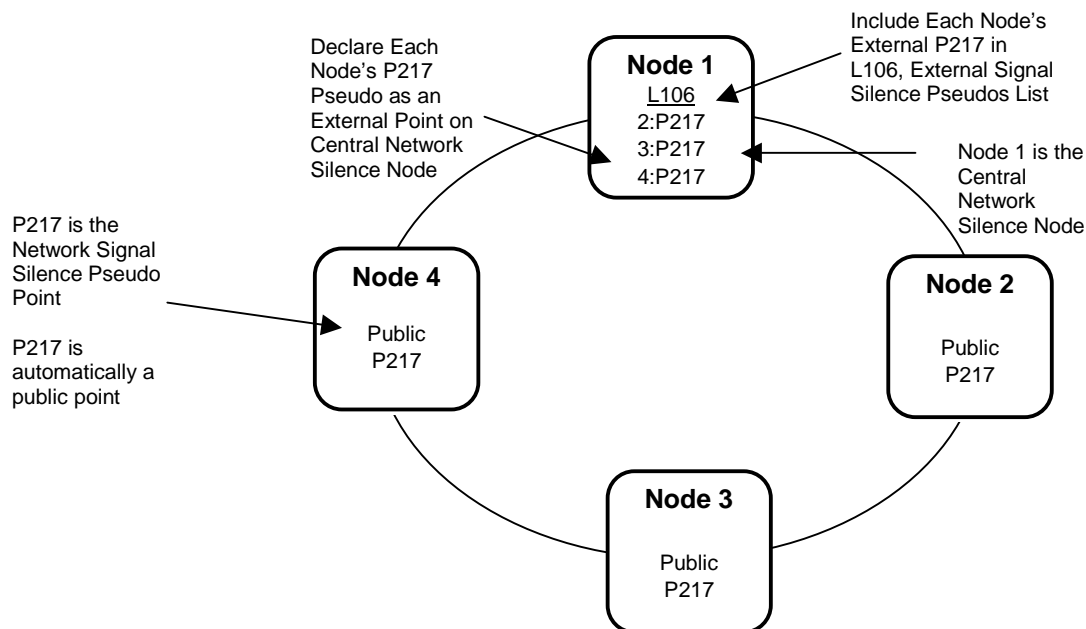 Declare Each
Node's P217
Pseudo as an
External Point on
Central Network
Silence Node
Node 1
L106
2:P217
3:P217
4:P217
Include Each Node's
External P217 in
L106, External Signal
Silence Pseudos List
Node 1 is the
Central
Network
Silence Node
P217 is the
Network Signal
Silence Pseudo
Point
P217 is
automatically a
public point
Node 4
Public
P217
Node 2
Public
P217
Node 3
Public
P217